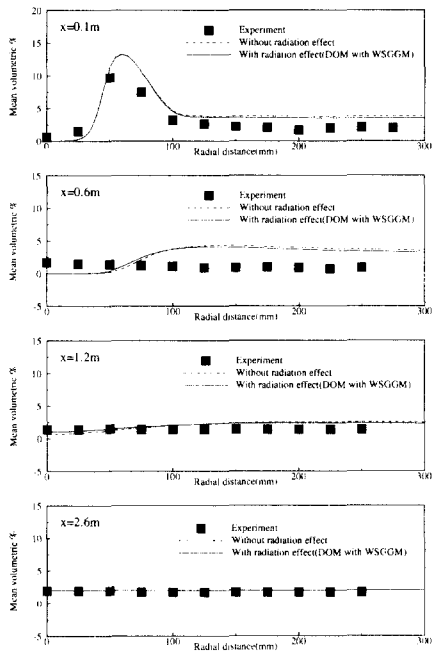 20
x=0.1m
Experiment
15
Without radiation effect
With radiation effect(DOM with WSGGM)
10
5
0
0 100 200 300
Radial distance(mm)
Mean volumetric %
15
x=0.6m
Experiment
Without radiation effect
10
With radiation effect(DOM with WSGGM)
5
0
-5
0 100 200 300
Radial distance(mm)
Mean volumetric %
15
x=1.2m
Experiment
Without radiation effect
10
With radiation effect(DOM with WSGGM)
5
0
-5
0 100 200 300
Radial distance(mm)
Mean volumetric %
15
x=2.6m
Experiment
Without radiation effect
10
With radiation effect(DOM with WSGGM)
5
0
-5
0 100 200 300
Radial distance(mm)
Mean volumetric %